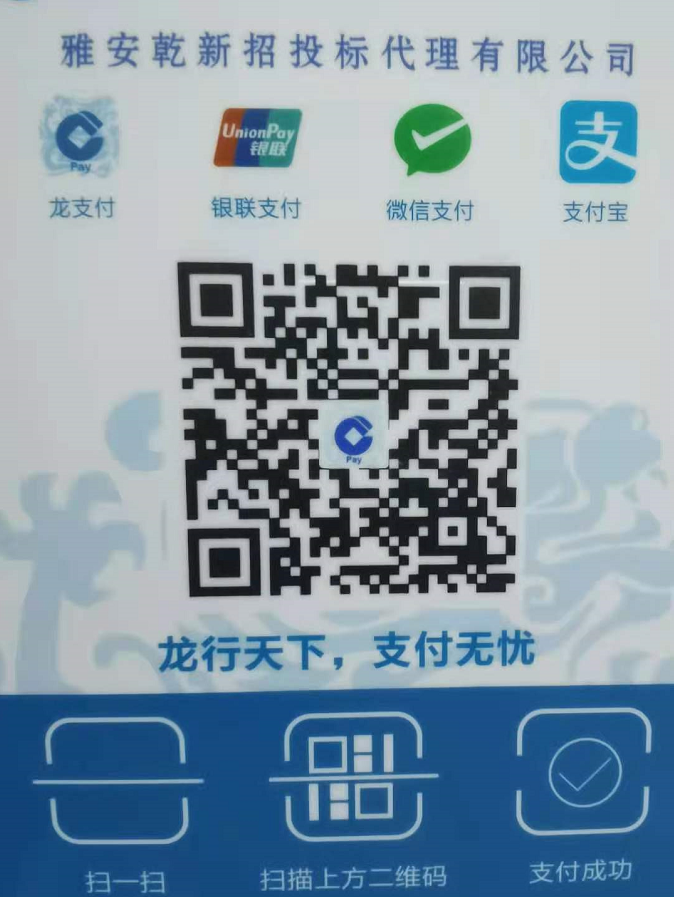 雅安乾新招投标代理有限公司
Pay
UnionPay
银联
支
龙支付 银联支付 微信支付 支付宝
Pay
龙行天下，支付无忧
扫一扫 扫描上方二维码 支付成功